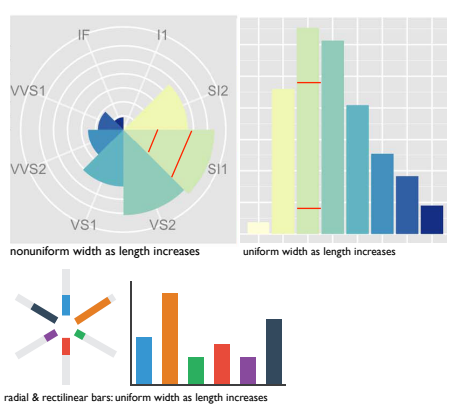 IF I1
VVS1 SI2
VVS2 SI1
VS1 VS2
nonuniform width as length increases uniform width as length increases
radial & rectilinear bars: uniform width as length increases